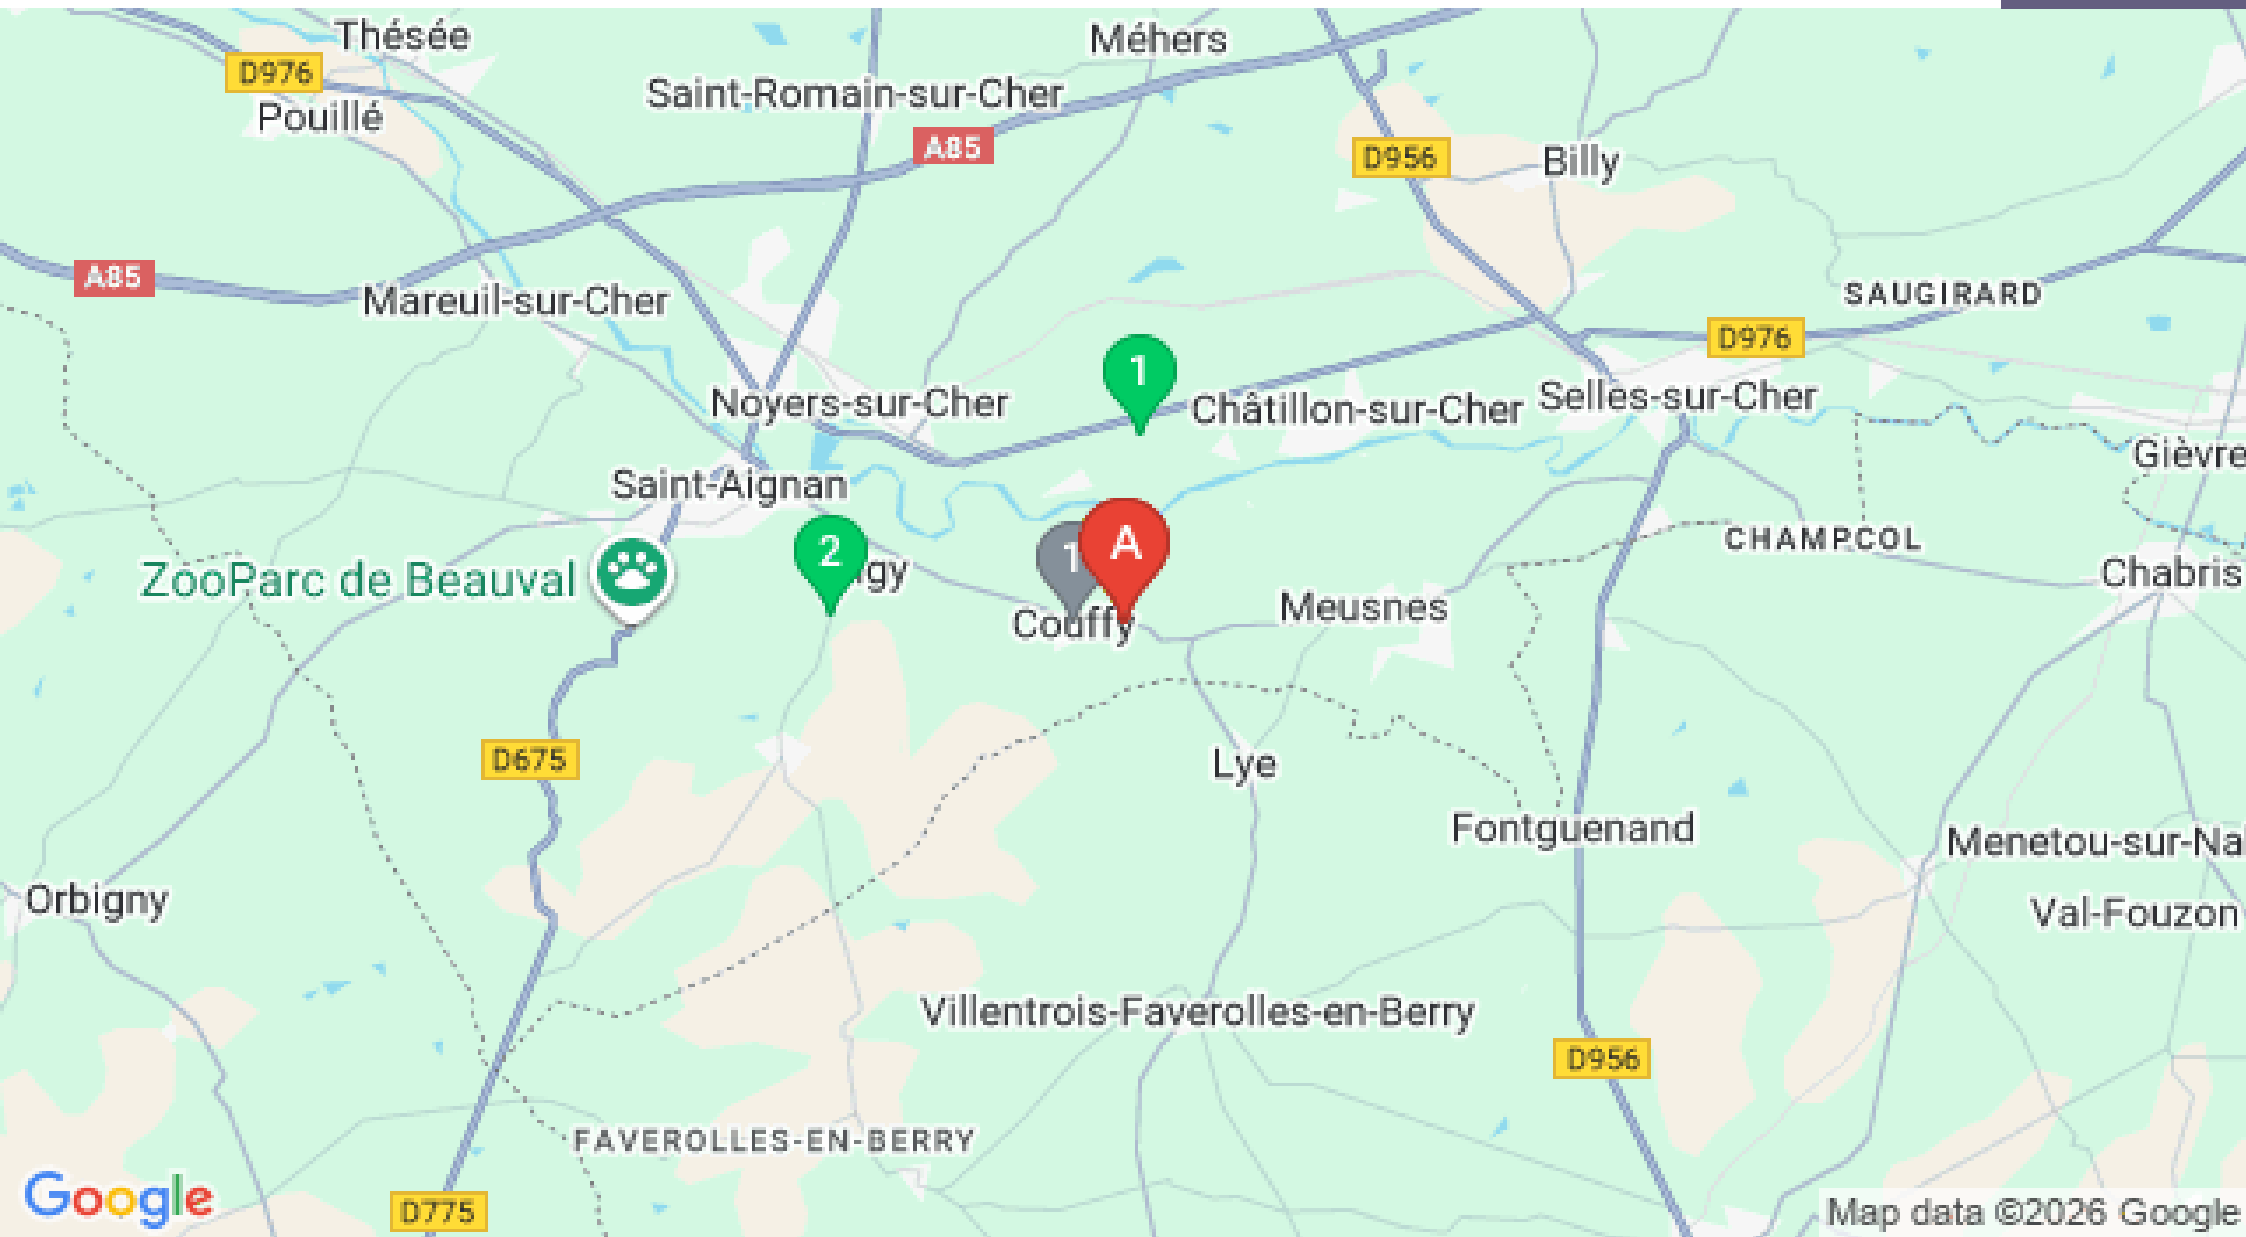 Thésée
Méhers
D976
Saint-Romain-sur-Cher
Pouillé
A85
D956
Billy
A85
Mareuil-sur-Cher
SAUGIRARD
D976
1
Noyers-sur-Cher
Châtillon-sur-Cher
Selles-sur-Cher
Gièvre
Saint-Aignan
CHAMPCOL
2
1
A
ZooParc de Beauval
gy
Chabris
Couffy
Meusnes
D675
Lye
Fontguenand
Menetou-sur-Na
Orbigny
Val-Fouzon
Villentrois-Faverolles-en-Berry
D956
FAVEROLLES-EN-BERRY
Google
D775
Map data ©2026 Google